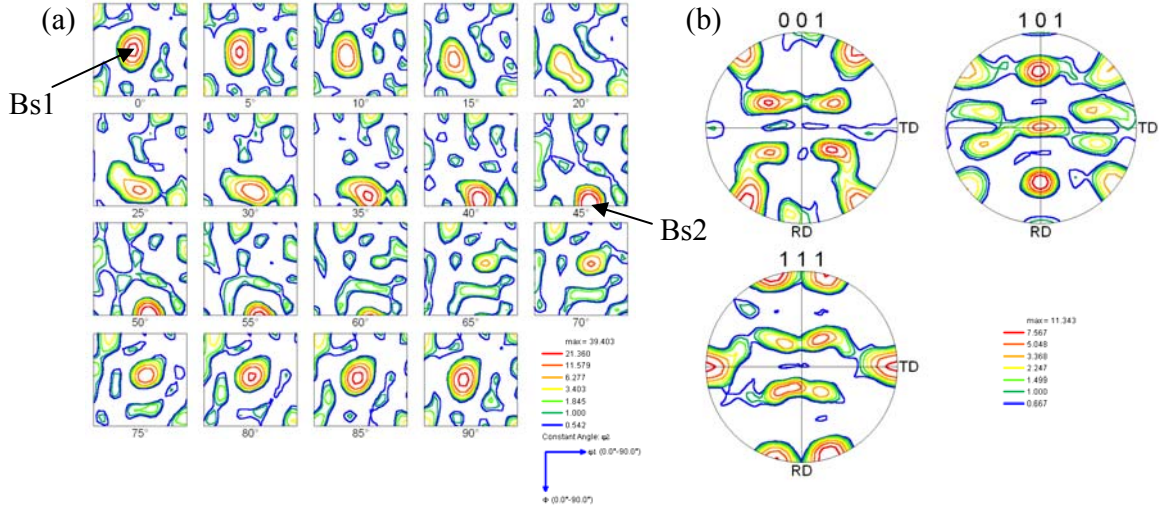 (a)
Bs1
0°
5°
10°
15°
20°
25°
30°
35°
40°
45°
Bs2
50°
55°
60°
65°
70°
75°
80°
85°
90°
max = 39.403
21.360
11.579
6.277
3.403
1.845
1.000
0.542
Constant Angle: φ2
φ1 (0.0°-90.0°)
Φ (0.0°-90.0°)
(b)
0 0 1
TD
RD
1 0 1
TD
RD
1 1 1
TD
RD
max = 11.343
7.567
5.048
3.368
2.247
1.499
1.000
0.667